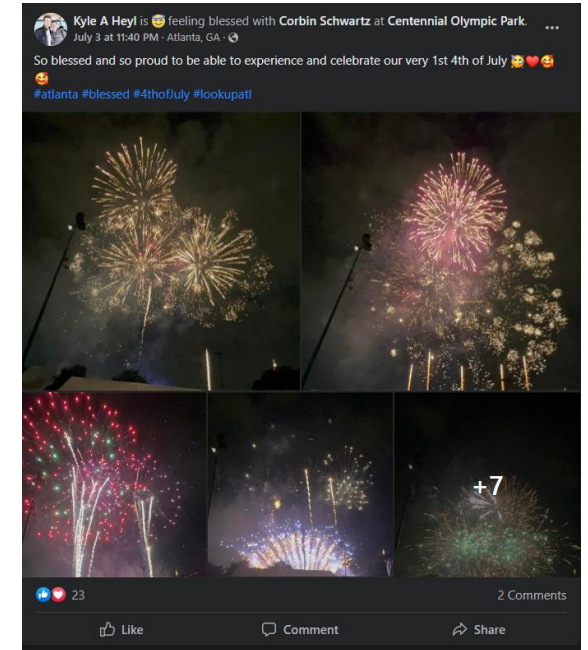 Kyle A Heyl is 😇 feeling blessed with Corbin Schwartz at Centennial Olympic Park.
July 3 at 11:40 PM · Atlanta, GA ·
So blessed and so proud to be able to experience and celebrate our very 1st 4th of July 🥰❤️🥰
🥰
#atlanta #blessed #4thofJuly #lookupatl
+7
23
2 Comments
Like
Comment
Share